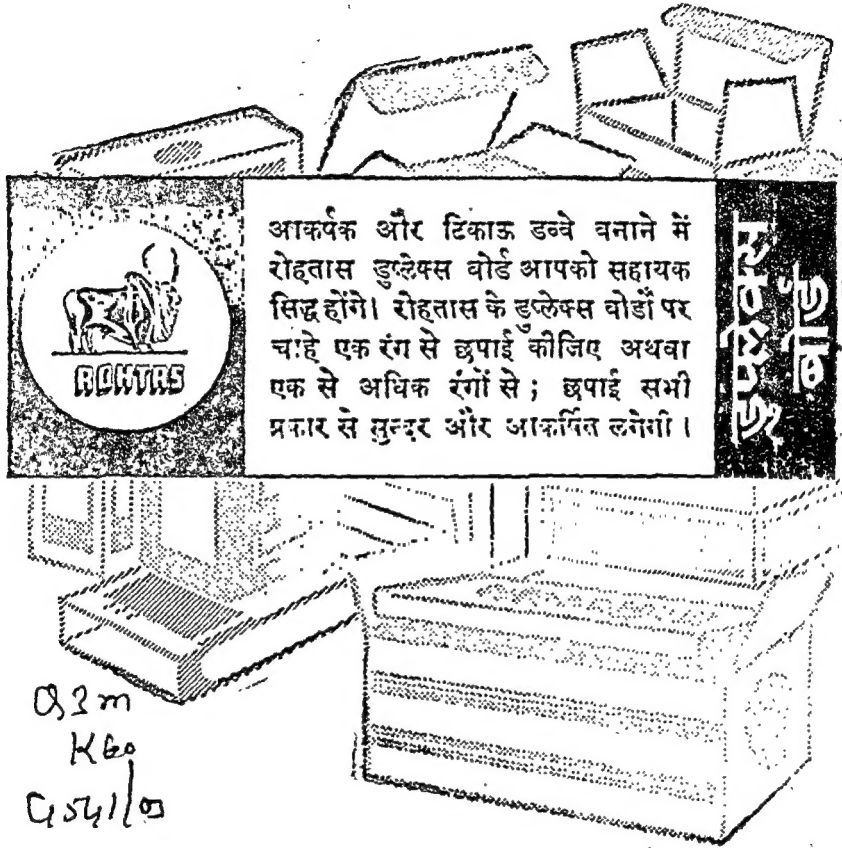 ROHTAS
आकर्षक और टिकाऊ डब्वे वनाने में
रोहतास डुप्लेक्स वोर्ड आपको सहायक
सिद्ध होंगे। रोहतास के डुप्लेक्स वोर्डों पर
चाहे एक रंग से छपाई कीजिए अथवा
एक से अधिक रंगों से ; छपाई सभी
प्रकार से सुन्दर और आकर्षित लगेगी ।
डुप्लेक्स
बोर्ड